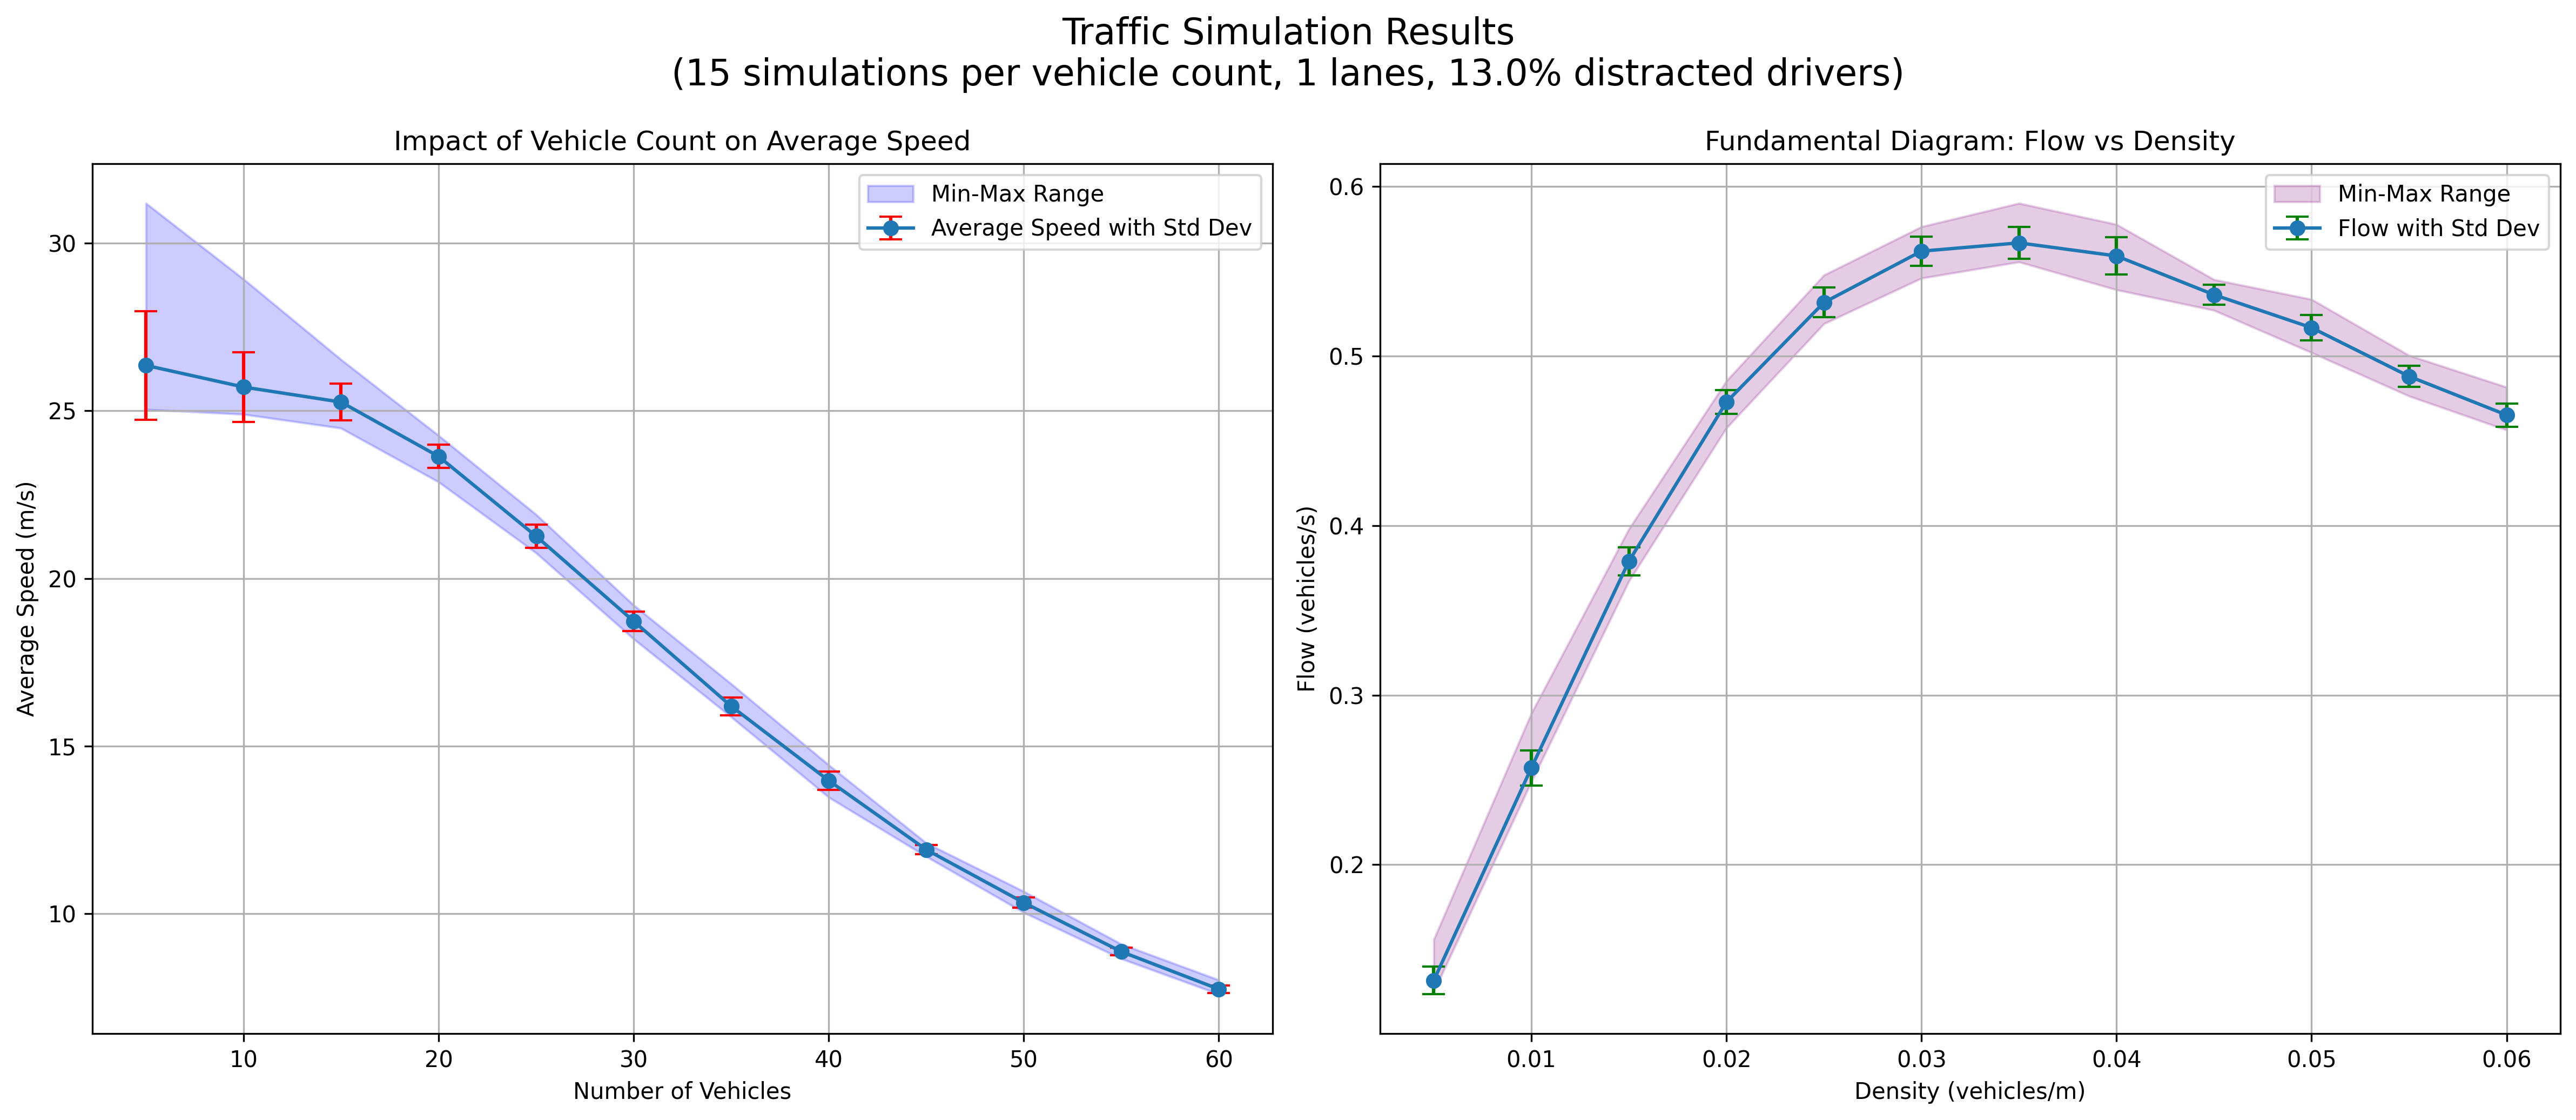 Traffic Simulation Results
(15 simulations per vehicle count, 1 lanes, 13.0% distracted drivers)
Impact of Vehicle Count on Average Speed
Min-Max Range
Average Speed with Std Dev
30
25
20
15
10
Average Speed (m/s)
10
20
30
40
50
60
Number of Vehicles
Fundamental Diagram: Flow vs Density
Min-Max Range
Flow with Std Dev
0.6
0.5
0.4
0.3
0.2
Flow (vehicles/s)
0.01
0.02
0.03
0.04
0.05
0.06
Density (vehicles/m)